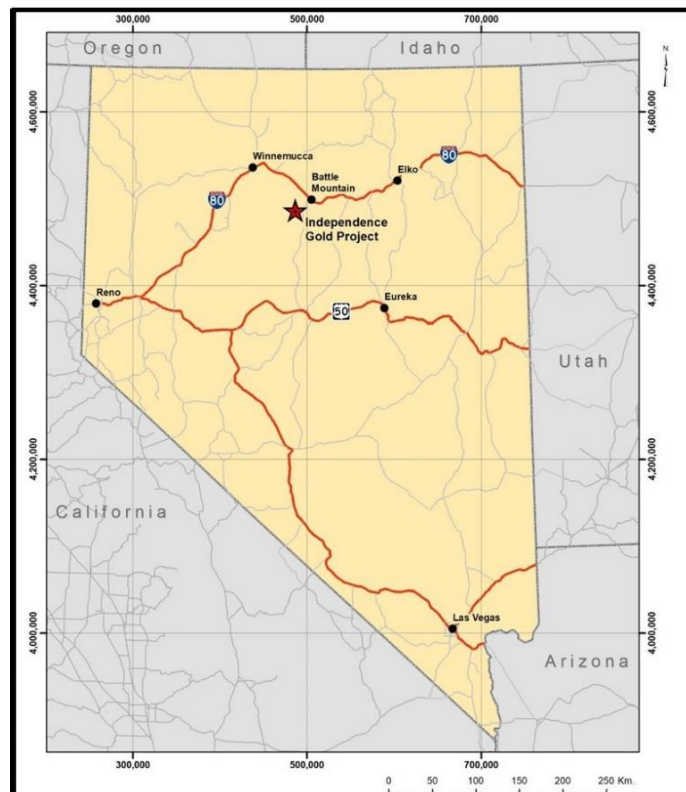 300,000
500,000
700,000
Oregon
Idaho
N
4,600,000
4,600,000
80
Winnemucca
Elko
80
Battle
Mountain
Independence
Gold Project
4,400,000
4,400,000
Reno
Eureka
50
Utah
4,200,000
4,200,000
California
Las Vegas
4,000,000
4,000,000
Arizona
300,000
500,000
700,000
0 50 100 150 200 250 Km.